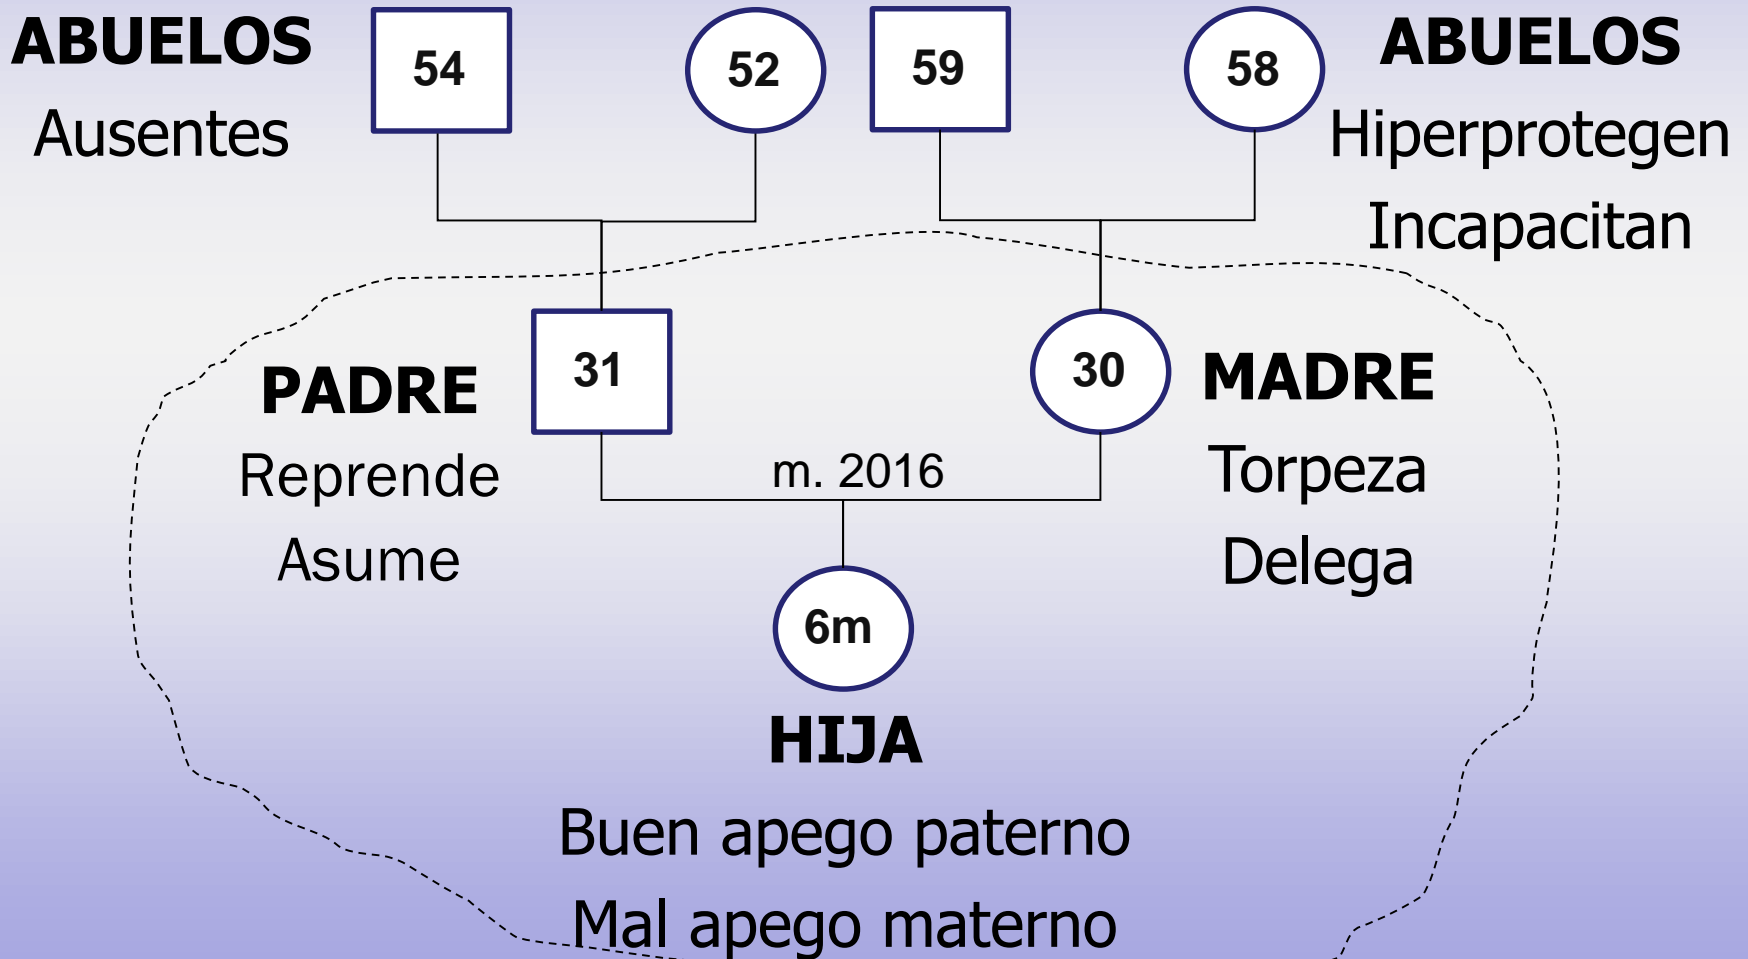 ABUELOS
Ausentes
54
52
59
58
ABUELOS
Hiperprotegen
Incapacitan
PADRE
Reprende
Asume
31
30
MADRE
Torpeza
Delega
m. 2016
6m
HIJA
Buen apego paterno
Mal apego materno